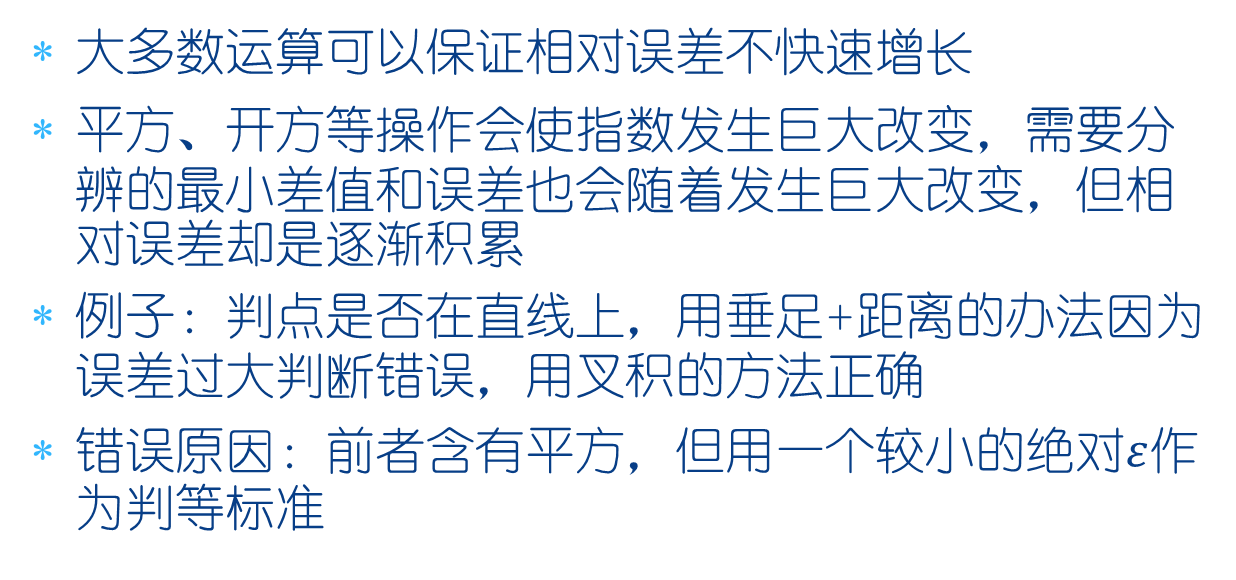 * 大多数运算可以保证相对误差不快速增长
* 平方、开方等操作会使指数发生巨大改变，需要分
辨的最小差值和误差也会随着发生巨大改变，但相
对误差却是逐渐积累
* 例子：判点是否在直线上，用垂足+距离的办法因为
误差过大判断错误，用叉积的方法正确
* 错误原因：前者含有平方，但用一个较小的绝对ε作
为判等标准